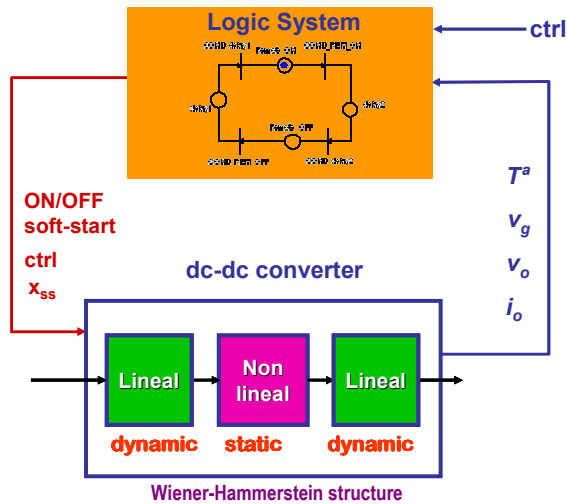 Logic System
ctrl
ON/OFF
soft-start
ctrl
xss
Tᵃ
vg
vo
io
dc-dc converter
Lineal
Non
lineal
Lineal
dynamic
static
dynamic
Wiener-Hammerstein structure